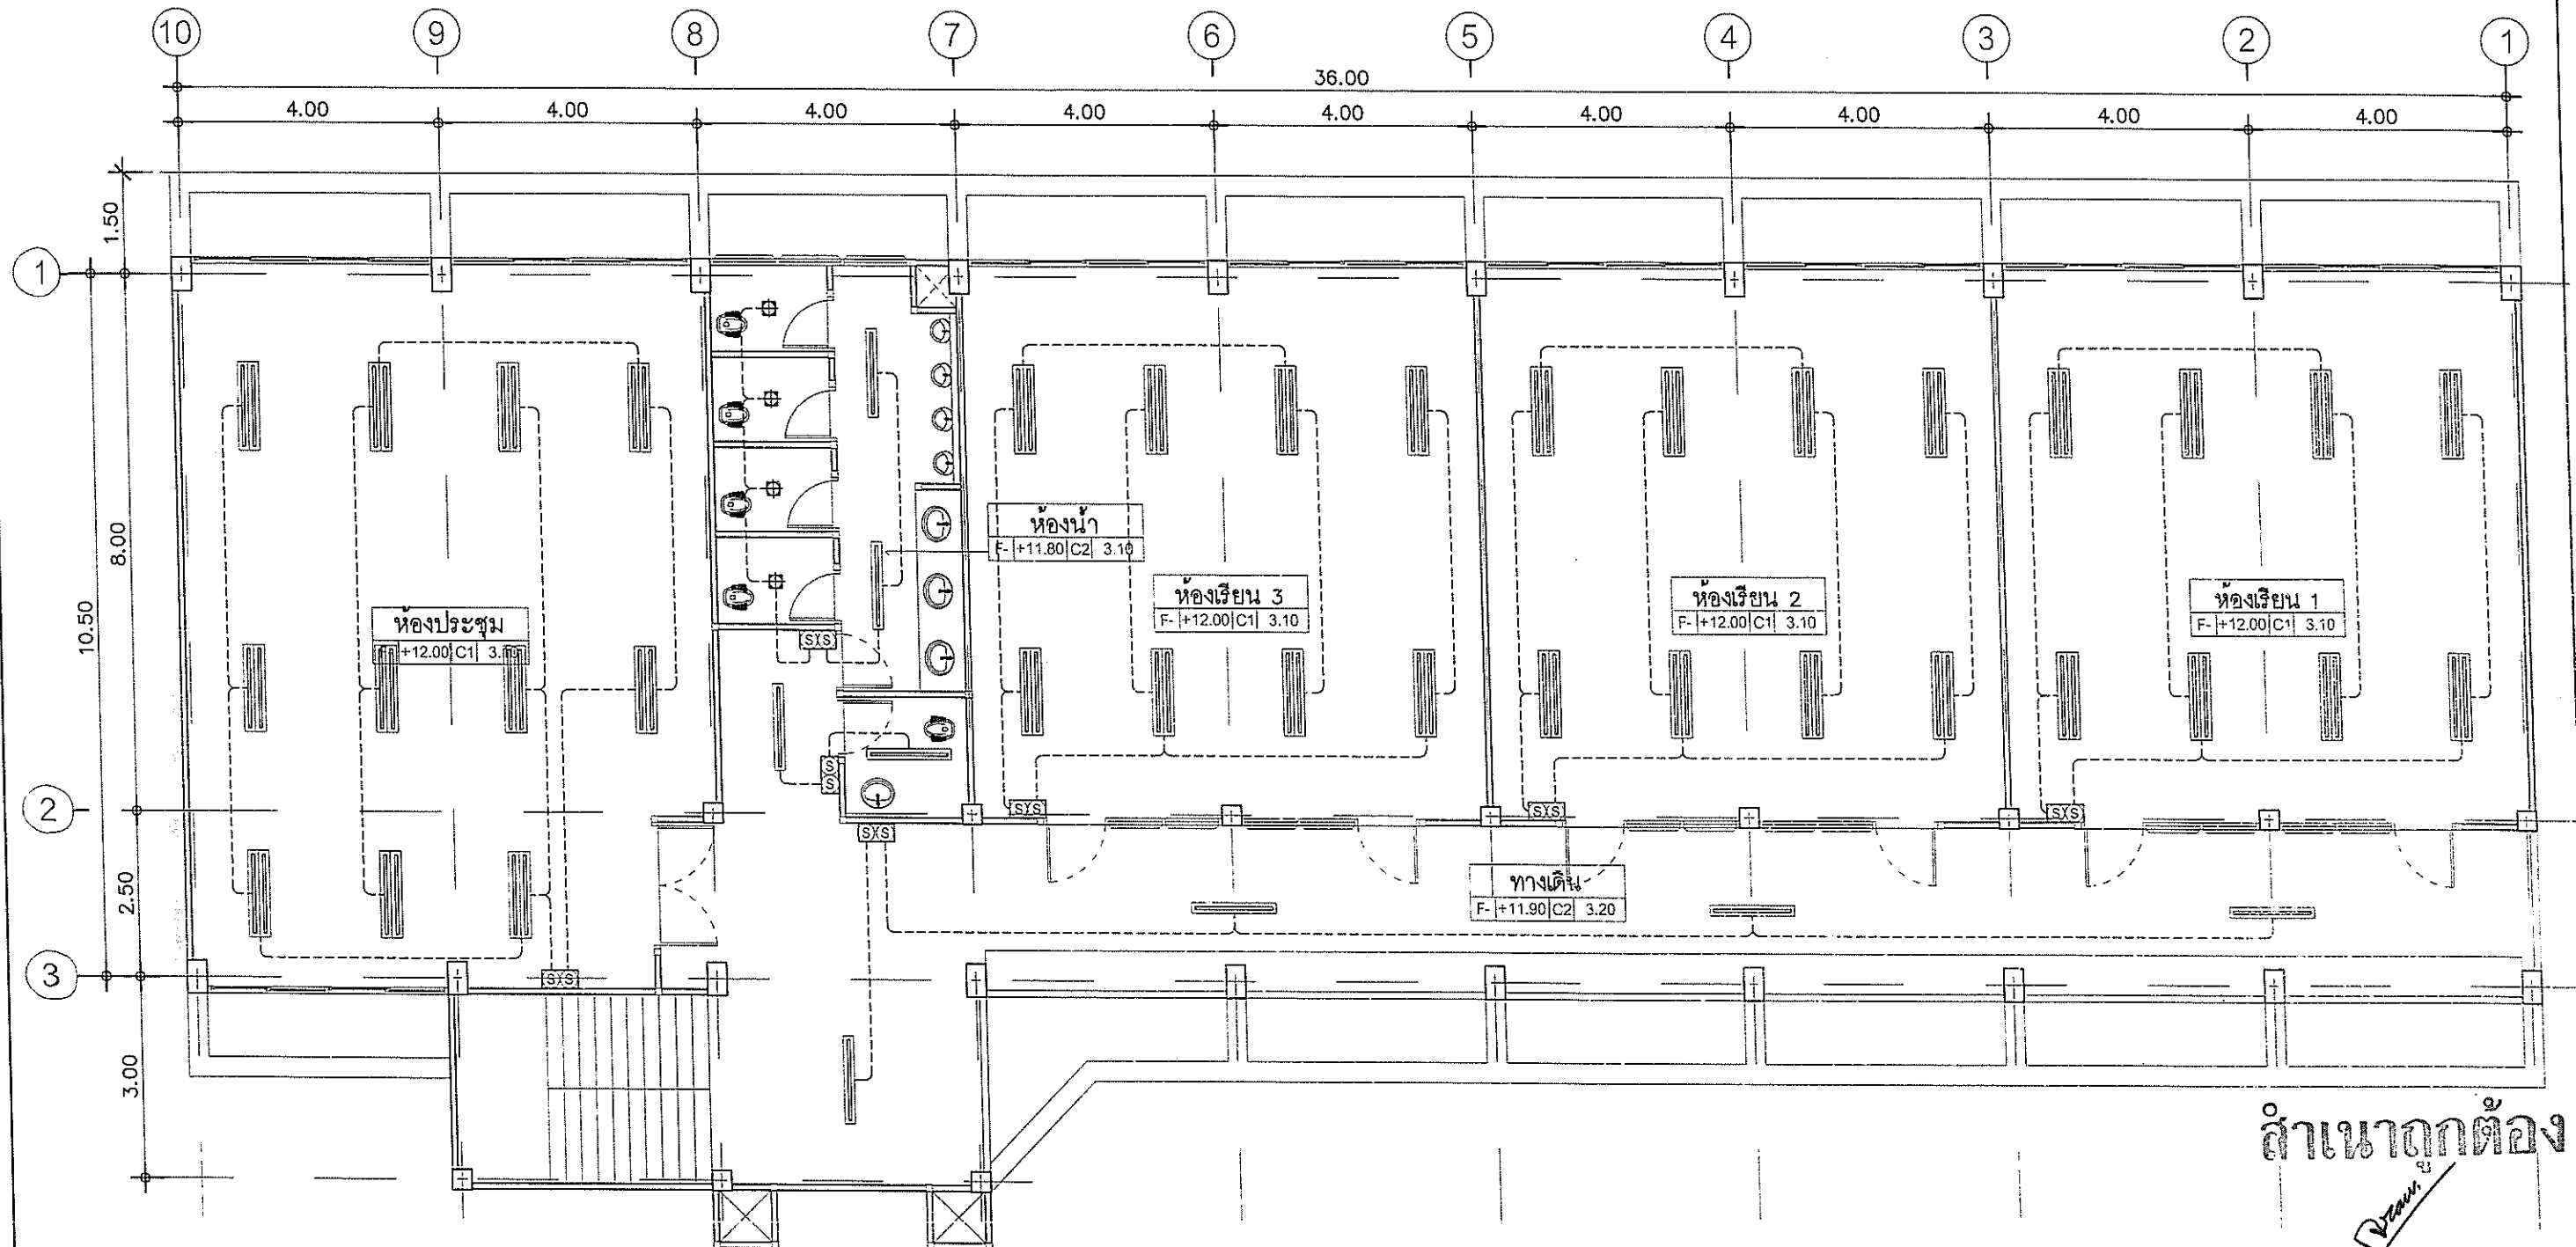 10 9 8 7 6 5 4 3 2 1
36.00
4.00 4.00 4.00 4.00 4.00 4.00 4.00 4.00 4.00
1.50
1
8.00
10.50
2
2.50
3
3.00
ห้องน้ำ
F- +11.80 C2 3.10
ห้องประชุม
+12.00 C1
ห้องเรียน 3
F- +12.00 C1 3.10
ห้องเรียน 2
F- +12.00 C1 3.10
ห้องเรียน 1
F- +12.00 C1 3.10
S S
S
S
S S
S S
S S
S S
S S
ทางเดิน
F- +11.90 C2 3.20
สำเนาถูกต้อง